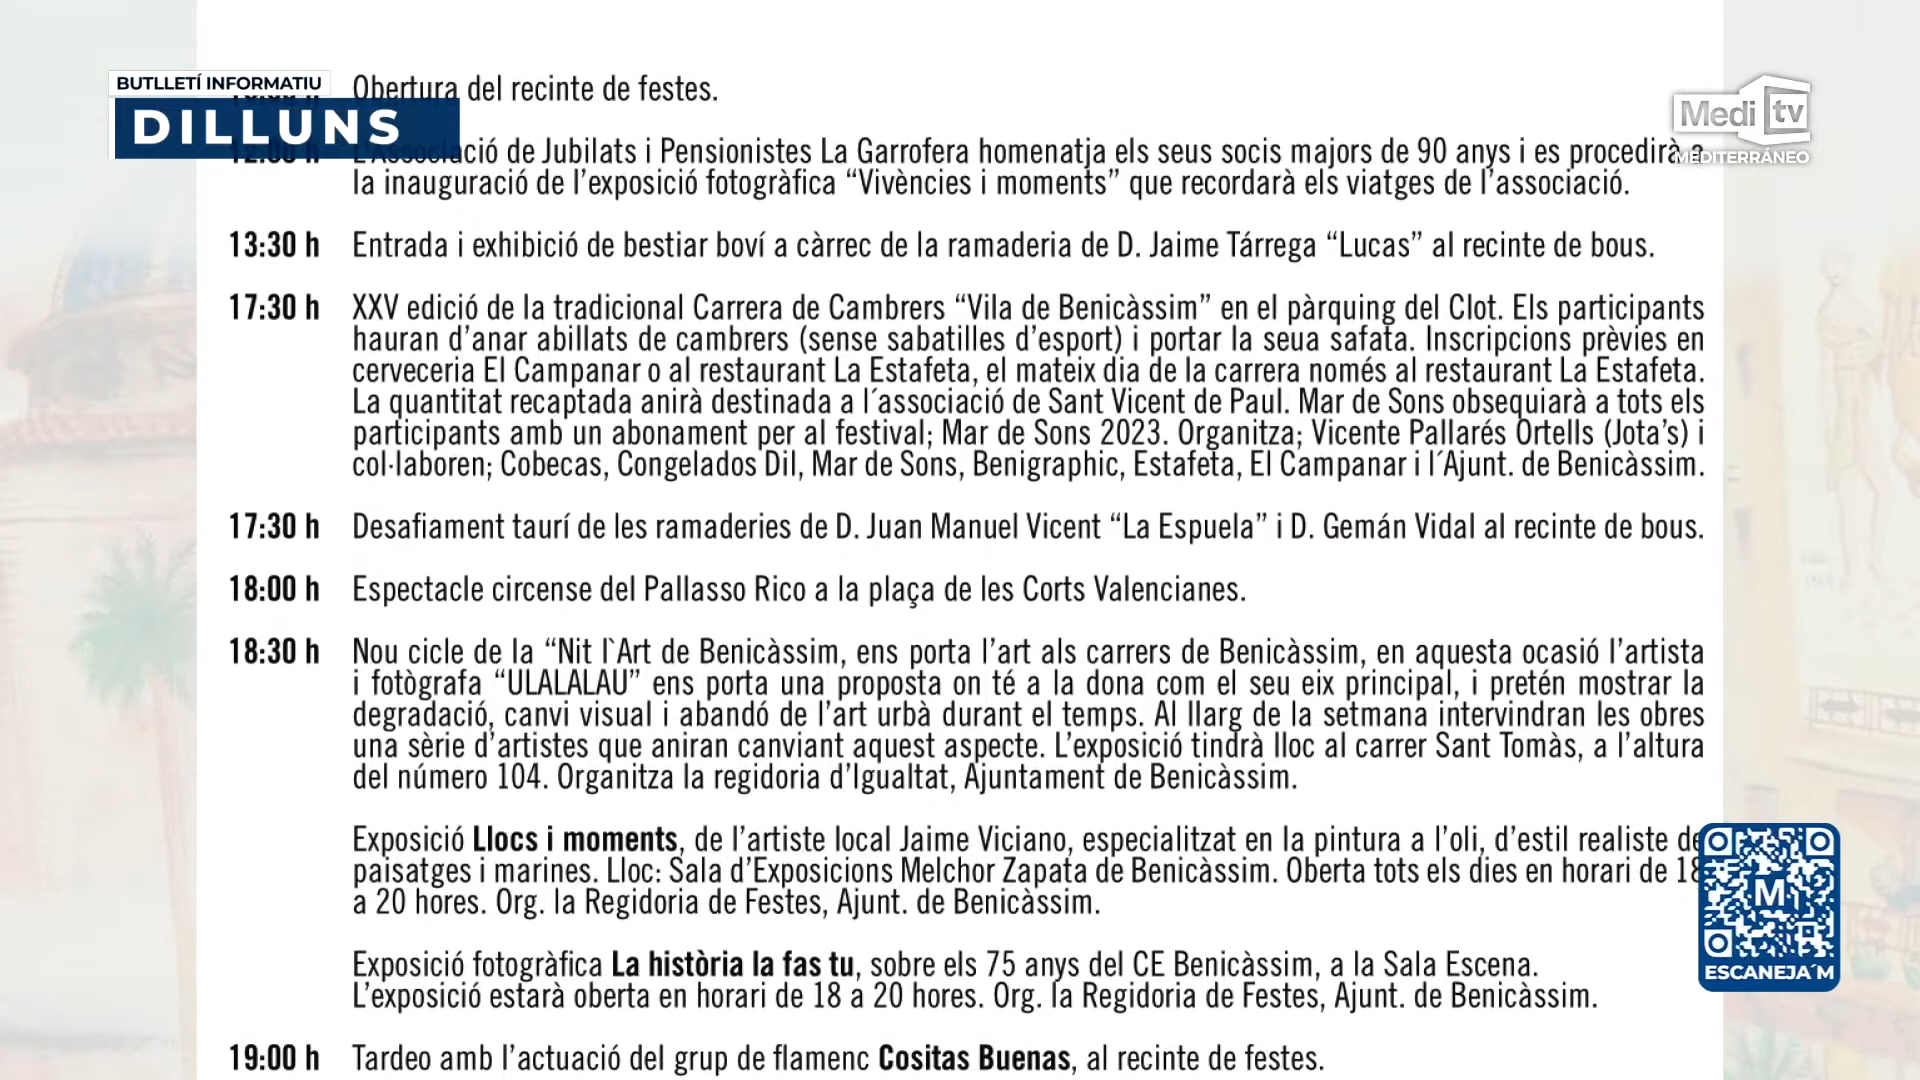 BUTLLETÍ INFORMATIU
DILLUNS
Medi tv
MEDITERRÁNEO
Obertura del recinte de festes.
12:00 h L'Associació de Jubilats i Pensionistes La Garrofera homenatja els seus socis majors de 90 anys i es procedirà a
la inauguració de l'exposició fotogràfica “Vivències i moments” que recordarà els viatges de l'associació.
13:30 h Entrada i exhibició de bestiar boví a càrrec de la ramaderia de D. Jaime Tárrega “Lucas” al recinte de bous.
17:30 h XXV edició de la tradicional Carrera de Cambrers “Vila de Benicàssim” en el pàrquing del Clot. Els participants
hauran d'anar abillats de cambrers (sense sabatilles d'esport) i portar la seua safata. Inscripcions prèvies en
cerveceria El Campanar o al restaurant La Estafeta, el mateix dia de la carrera només al restaurant La Estafeta.
La quantitat recaptada anirà destinada a l´associació de Sant Vicent de Paul. Mar de Sons obsequiarà a tots els
participants amb un abonament per al festival; Mar de Sons 2023. Organitza; Vicente Pallarés Ortells (Jota's) i
col·laboren; Cobecas, Congelados Dil, Mar de Sons, Benigraphic, Estafeta, El Campanar i l´Ajunt. de Benicàssim.
17:30 h Desafiament taurí de les ramaderies de D. Juan Manuel Vicent “La Espuela” i D. Gemán Vidal al recinte de bous.
18:00 h Espectacle circense del Pallasso Rico a la plaça de les Corts Valencianes.
18:30 h Nou cicle de la “Nit l`Art de Benicàssim, ens porta l'art als carrers de Benicàssim, en aquesta ocasió l'artista
i fotògrafa “ULALALAU” ens porta una proposta on té a la dona com el seu eix principal, i pretén mostrar la
degradació, canvi visual i abandó de l'art urbà durant el temps. Al llarg de la setmana intervindran les obres
una sèrie d'artistes que aniran canviant aquest aspecte. L'exposició tindrà lloc al carrer Sant Tomàs, a l'altura
del número 104. Organitza la regidoria d'Igualtat, Ajuntament de Benicàssim.
Exposició Llocs i moments, de l'artiste local Jaime Viciano, especialitzat en la pintura a l'oli, d'estil realiste de
paisatges i marines. Lloc: Sala d'Exposicions Melchor Zapata de Benicàssim. Oberta tots els dies en horari de 18
a 20 hores. Org. la Regidoria de Festes, Ajunt. de Benicàssim.
Exposició fotogràfica La història la fas tu, sobre els 75 anys del CE Benicàssim, a la Sala Escena.
L'exposició estarà oberta en horari de 18 a 20 hores. Org. la Regidoria de Festes, Ajunt. de Benicàssim.
M
ESCANEJA´M
19:00 h Tardeo amb l'actuació del grup de flamenc Cositas Buenas, al recinte de festes.